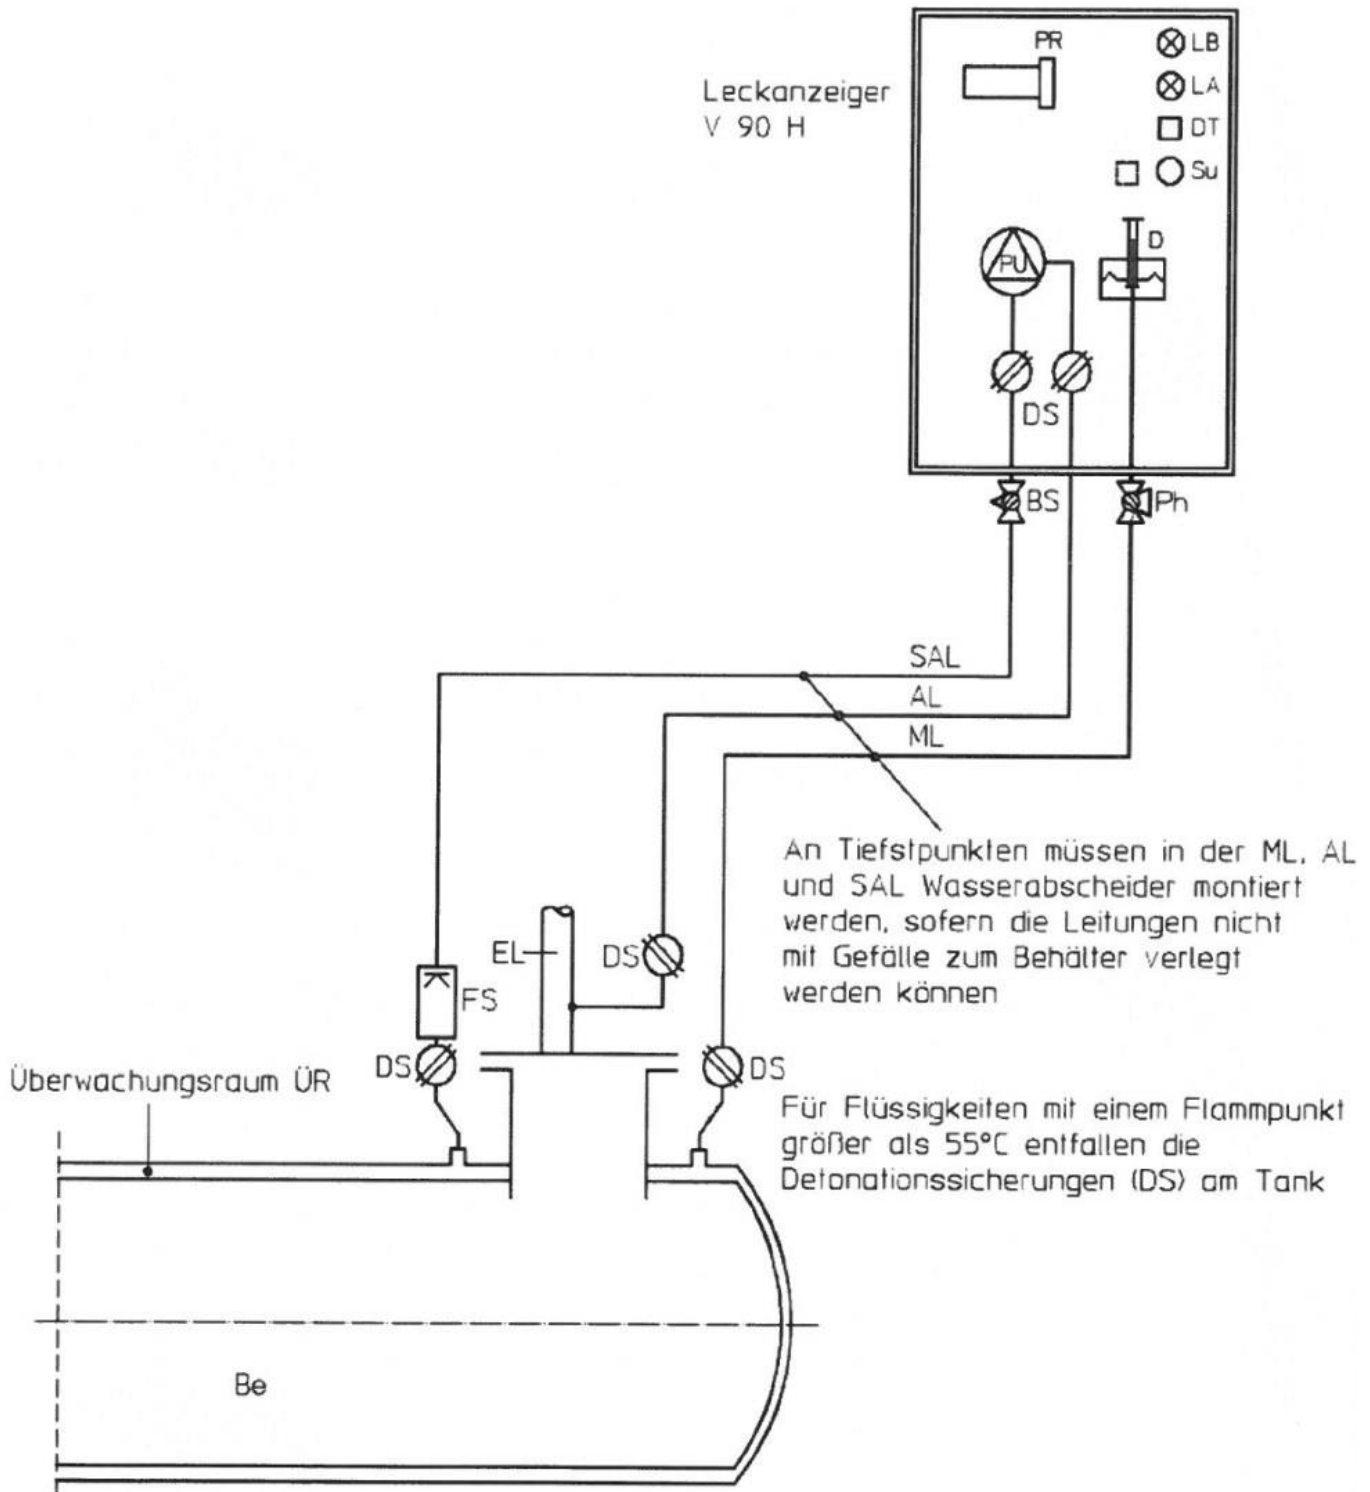 PR
LB
Leckanzeiger
V 90 H
LA
DT
Su
D
PU
DS
BS
Ph
SAL
AL
ML
An Tiefstpunkten müssen in der ML, AL
und SAL Wasserabscheider montiert
werden, sofern die Leitungen nicht
mit Gefälle zum Behälter verlegt
werden können
EL
DS
FS
DS
DS
Überwachungsraum ÜR
Für Flüssigkeiten mit einem Flammpunkt
größer als 55°C entfallen die
Detonationssicherungen (DS) am Tank
Be